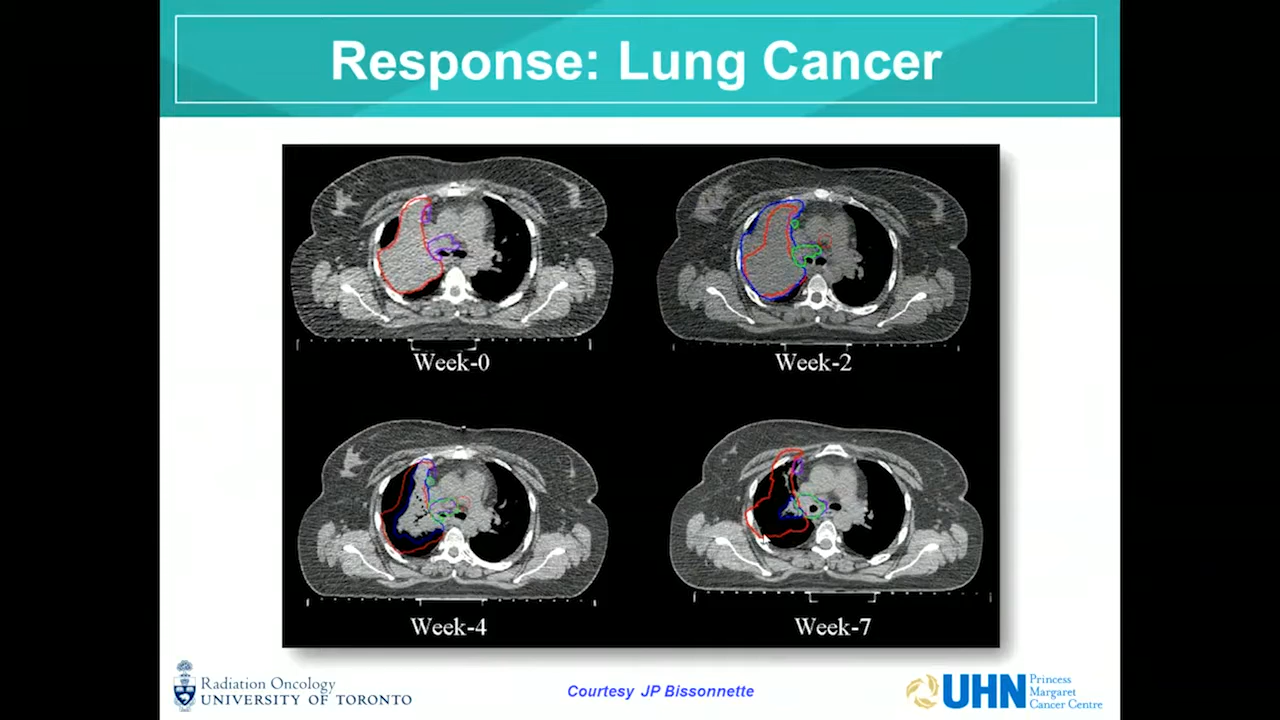 Response: Lung Cancer
Week-0
Week-2
Week-4
Week-7
Radiation Oncology
UNIVERSITY OF TORONTO
Courtesy JP Bissonnette
UHN
Princess
Margaret
Cancer Centre